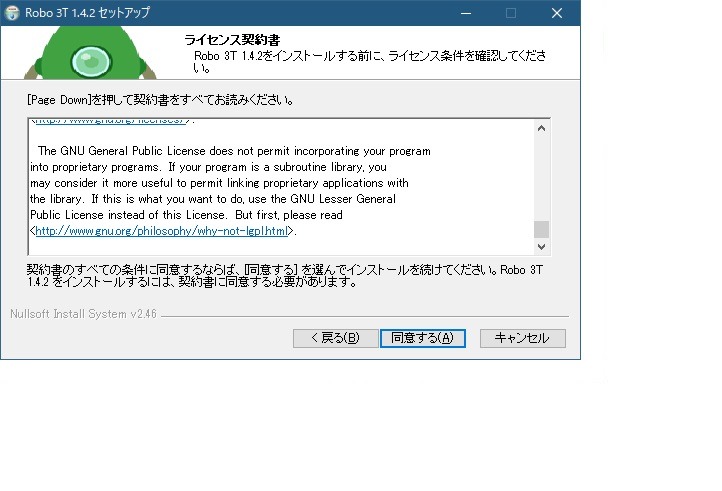 Robo 3T 1.4.2 セットアップ
ライセンス契約書
Robo 3T 1.4.2をインストールする前に、ライセンス条件を確認してくださ
い。
[Page Down]を押して契約書をすべてお読みください。
<http://www.gnu.org/licenses/>.
The GNU General Public License does not permit incorporating your program
into proprietary programs.  If your program is a subroutine library, you
may consider it more useful to permit linking proprietary applications with
the library.  If this is what you want to do, use the GNU Lesser General
Public License instead of this License.  But first, please read
<http://www.gnu.org/philosophy/why-not-lgpl.html>.
契約書のすべての条件に同意するならば、[同意する] を選んでインストールを続けてください。Robo 3T
1.4.2 をインストールするには、契約書に同意する必要があります。
Nullsoft Install System v2.46
< 戻る(B)
同意する(A)
キャンセル